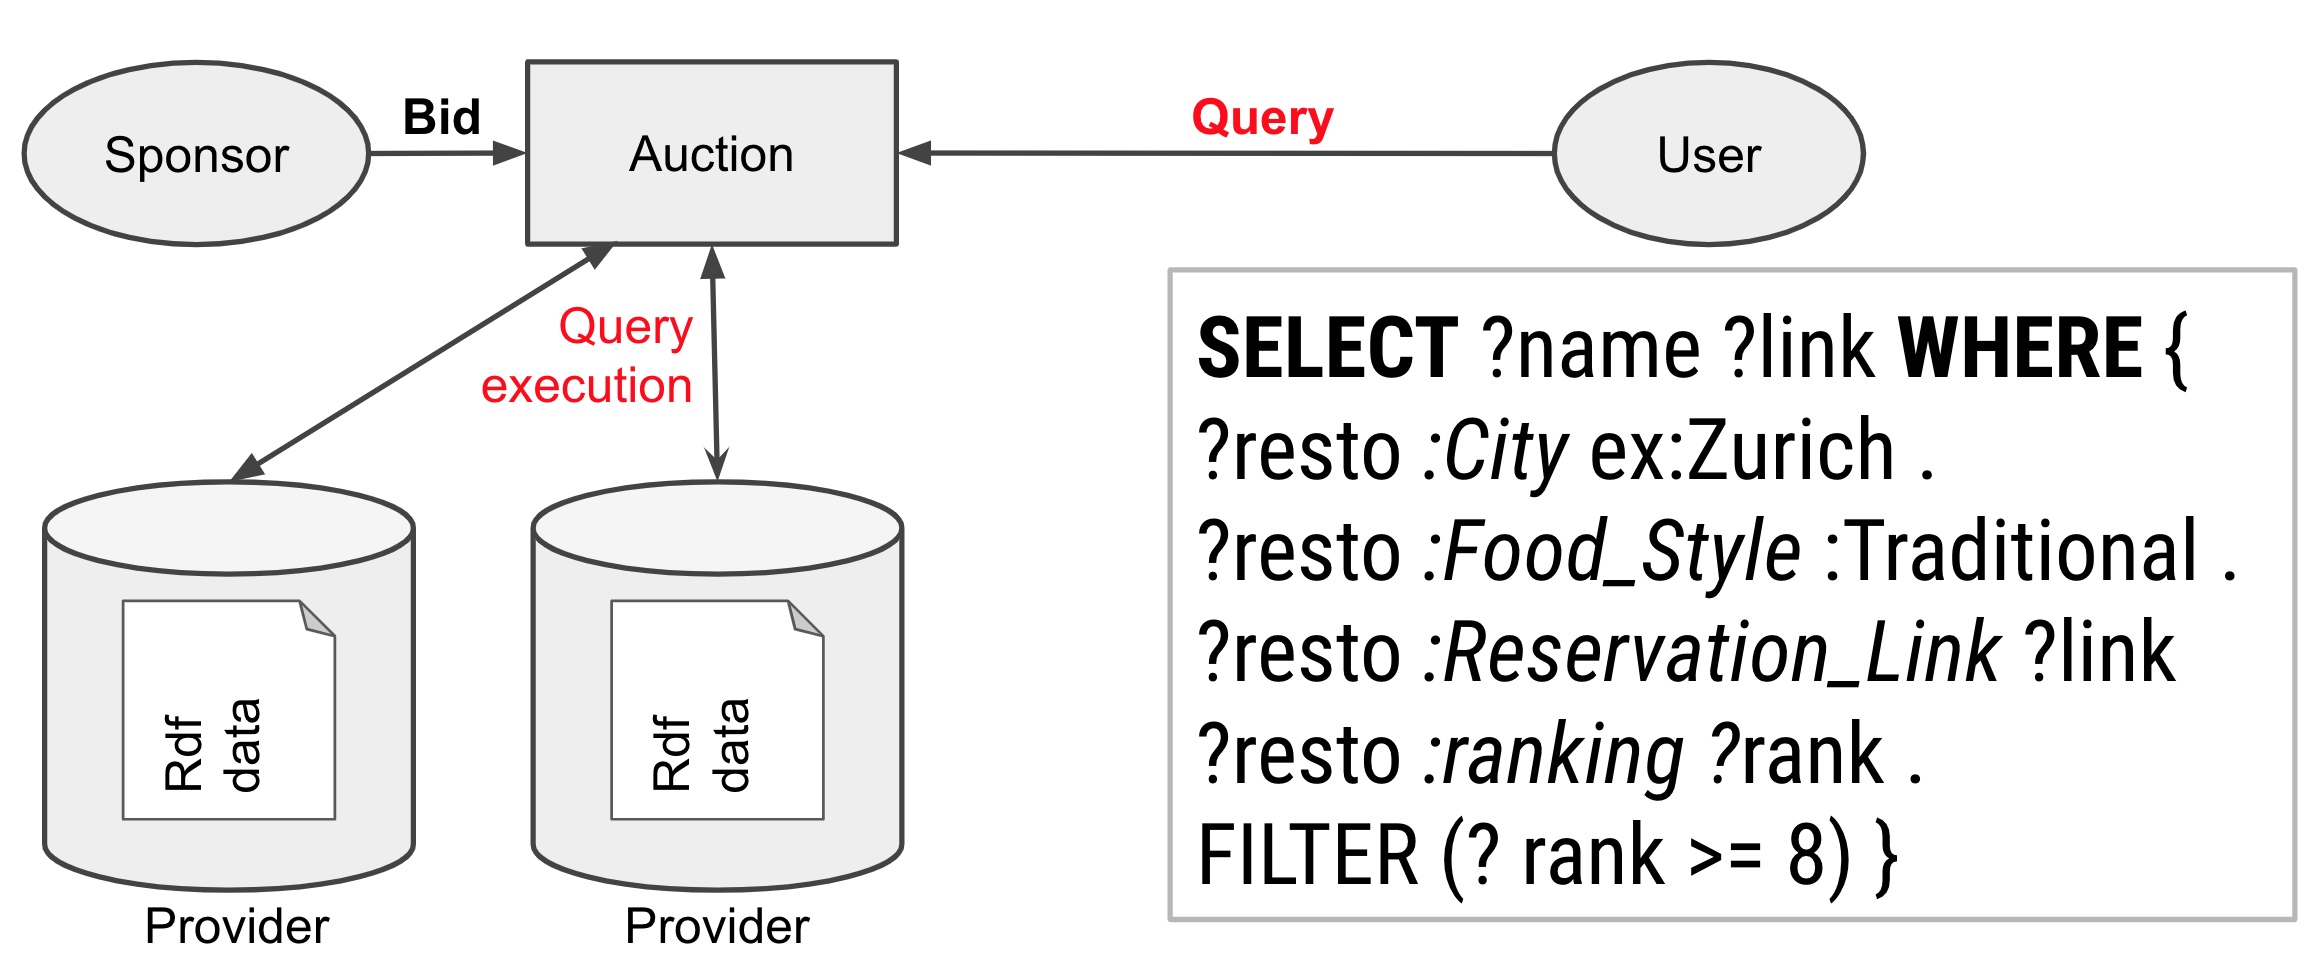 Sponsor
Bid
Auction
Query
User
Query
execution
Rdf
data
Provider
Rdf
data
Provider
SELECT ?name ?link WHERE {
?resto :City ex:Zurich .
?resto :Food_Style :Traditional .
?resto :Reservation_Link ?link
?resto :ranking ?rank .
FILTER (? rank >= 8) }